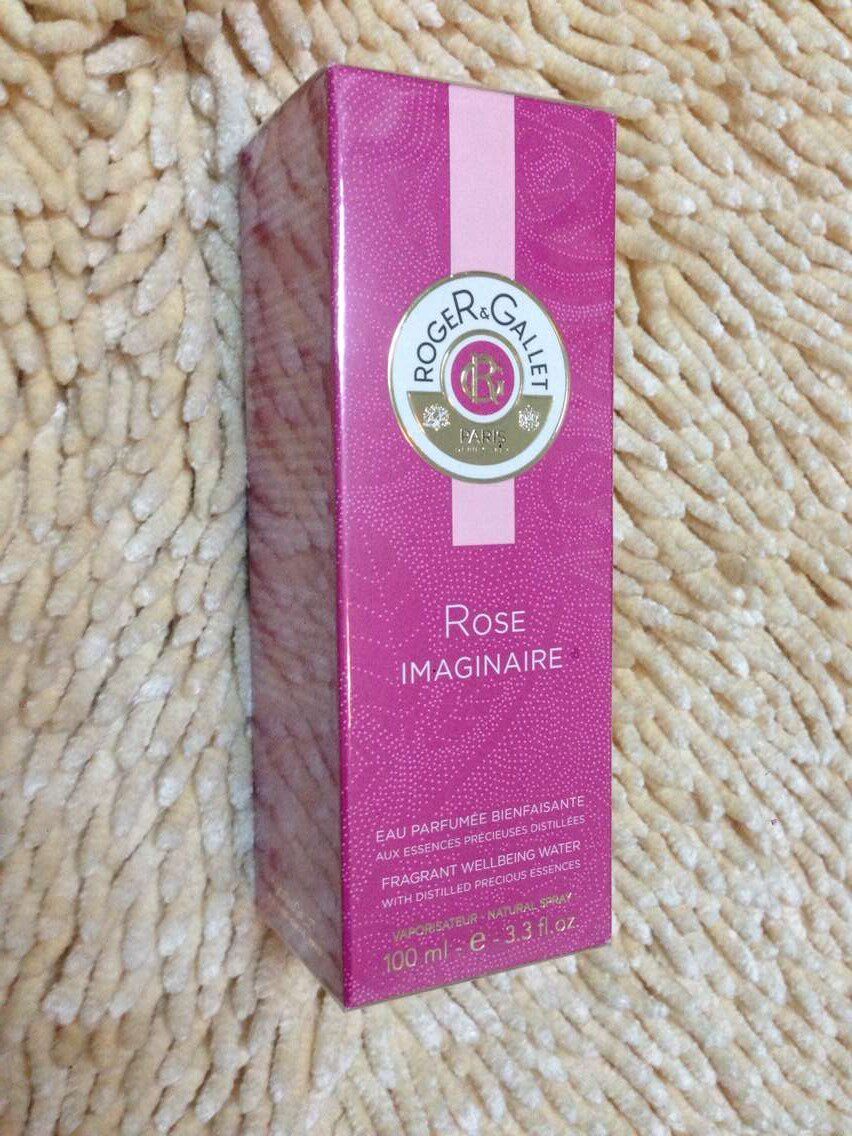 ROGER & GALLET
PARIS
ROSE
IMAGINAIRE
EAU PARFUMÉE BIENFAISANTE
AUX ESSENCES PRÉCIEUSES DISTILLÉES
FRAGRANT WELLBEING WATER
WITH DISTILLED PRECIOUS ESSENCES
VAPORISATEUR - NATURAL SPRAY
100 ml - e - 3.3 fl.oz